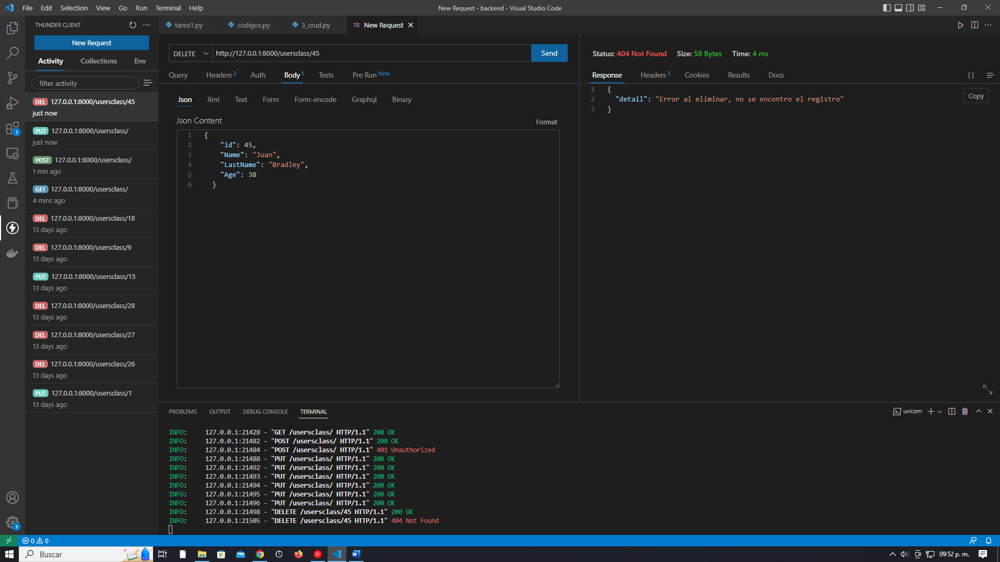 File Edit Selection View Go Run Terminal Help
New Request - backend - Visual Studio Code
THUNDER CLIENT
New Request
Activity Collections Env
filter activity
DEL 127.0.0.1:8000/usersclass/45
just now
PUT 127.0.0.1:8000/usersclass/
just now
POST 127.0.0.1:8000/usersclass/
1 min ago
GET 127.0.0.1:8000/usersclass/
4 mins ago
DEL 127.0.0.1:8000/usersclass/18
13 days ago
DEL 127.0.0.1:8000/usersclass/9
13 days ago
PUT 127.0.0.1:8000/usersclass/15
13 days ago
DEL 127.0.0.1:8000/usersclass/28
13 days ago
DEL 127.0.0.1:8000/usersclass/27
13 days ago
DEL 127.0.0.1:8000/usersclass/26
13 days ago
PUT 127.0.0.1:8000/usersclass/1
13 days ago
1
1
tarea1.py codigos.py 3_crud.py TC New Request
DELETE http://127.0.0.1:8000/usersclass/45 Send
Query Headers 2 Auth Body 1 Tests Pre Run New
Json Xml Text Form Form-encode Graphql Binary
Json Content Format
1 {
2 "id": 45,
3 "Name": "Juan",
4 "LastName": "Bradley",
5 "Age": 38
6 }
Status: 404 Not Found Size: 58 Bytes Time: 4 ms
Response Headers 5 Cookies Results Docs { }
1 {
2 "detail": "Error al eliminar, no se encontro el registro"
3 }
Copy
PROBLEMS OUTPUT DEBUG CONSOLE TERMINAL
uvicorn
INFO: 127.0.0.1:21428 - "GET /usersclass/ HTTP/1.1" 200 OK
INFO: 127.0.0.1:21482 - "POST /usersclass/ HTTP/1.1" 200 OK
INFO: 127.0.0.1:21484 - "POST /usersclass/ HTTP/1.1" 401 Unauthorized
INFO: 127.0.0.1:21488 - "PUT /usersclass/ HTTP/1.1" 200 OK
INFO: 127.0.0.1:21492 - "PUT /usersclass/ HTTP/1.1" 200 OK
INFO: 127.0.0.1:21493 - "PUT /usersclass/ HTTP/1.1" 200 OK
INFO: 127.0.0.1:21494 - "PUT /usersclass/ HTTP/1.1" 200 OK
INFO: 127.0.0.1:21495 - "PUT /usersclass/ HTTP/1.1" 200 OK
INFO: 127.0.0.1:21496 - "PUT /usersclass/ HTTP/1.1" 200 OK
INFO: 127.0.0.1:21498 - "DELETE /usersclass/45 HTTP/1.1" 200 OK
INFO: 127.0.0.1:21505 - "DELETE /usersclass/45 HTTP/1.1" 404 Not Found
0 0
Buscar
09:52 p. m.